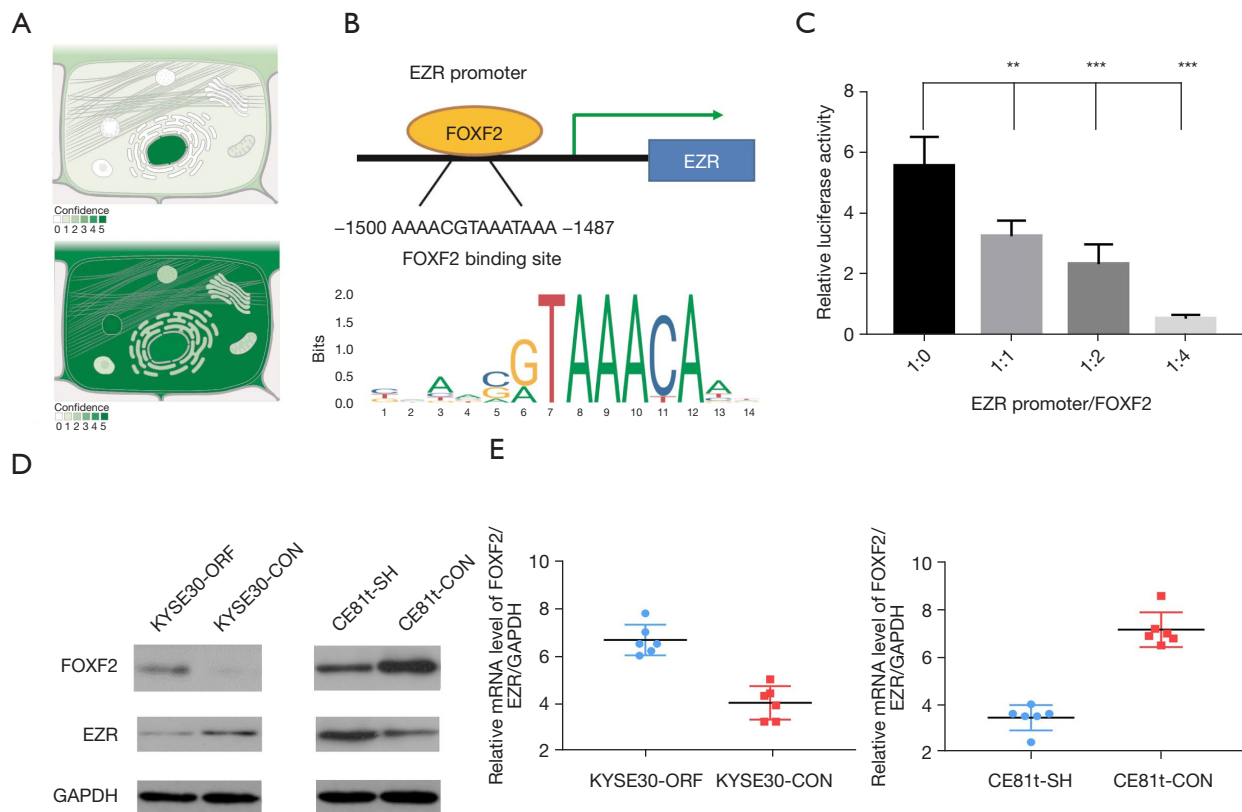 A
Confidence
0 1 2 3 4 5
Confidence
0 1 2 3 4 5
B
EZR promoter
FOXF2
EZR
–1500 AAAACGTAAATAAA –1487
FOXF2 binding site
Bits
2.0
1.5
1.0
0.5
0.0
GTAAACA
1 2 3 4 5 6 7 8 9 10 11 12 13 14
C
** *** ***
Relative luciferase activity
8
6
4
2
0
1:0 1:1 1:2 1:4
EZR promoter/FOXF2
D
KYSE30-ORF KYSE30-CON CE81t-SH CE81t-CON
FOXF2
EZR
GAPDH
E
Relative mRNA level of FOXF2/
EZR/GAPDH
10
8
6
4
2
KYSE30-ORF KYSE30-CON
Relative mRNA level of FOXF2/
EZR/GAPDH
10
8
6
4
2
CE81t-SH CE81t-CON